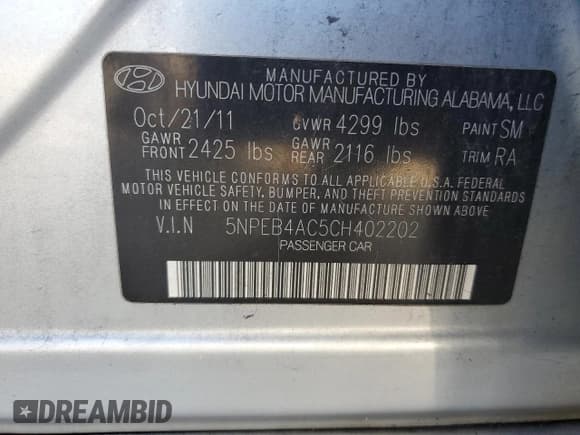 MANUFACTURED BY
HYUNDAI MOTOR MANUFACTURING ALABAMA, LLC
Oct/21/11 GVWR 4299 lbs PAINT SM
GAWR FRONT 2425 lbs GAWR REAR 2116 lbs TRIM RA
THIS VEHICLE CONFORMS TO ALL APPLICABLE U.S.A. FEDERAL
MOTOR VEHICLE SAFETY, BUMPER, AND THEFT PREVENTION STANDARDS
IN EFFECT ON THE DATE OF MANUFACTURE SHOWN ABOVE
V.I.N 5NPEB4AC5CH402202
PASSENGER CAR
DREAMBID